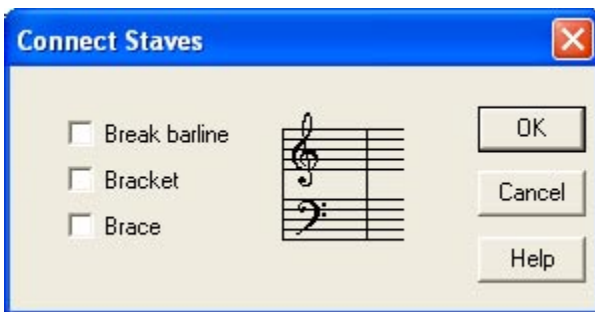 Connect Staves
Break barline
Bracket
Brace
OK
Cancel
Help